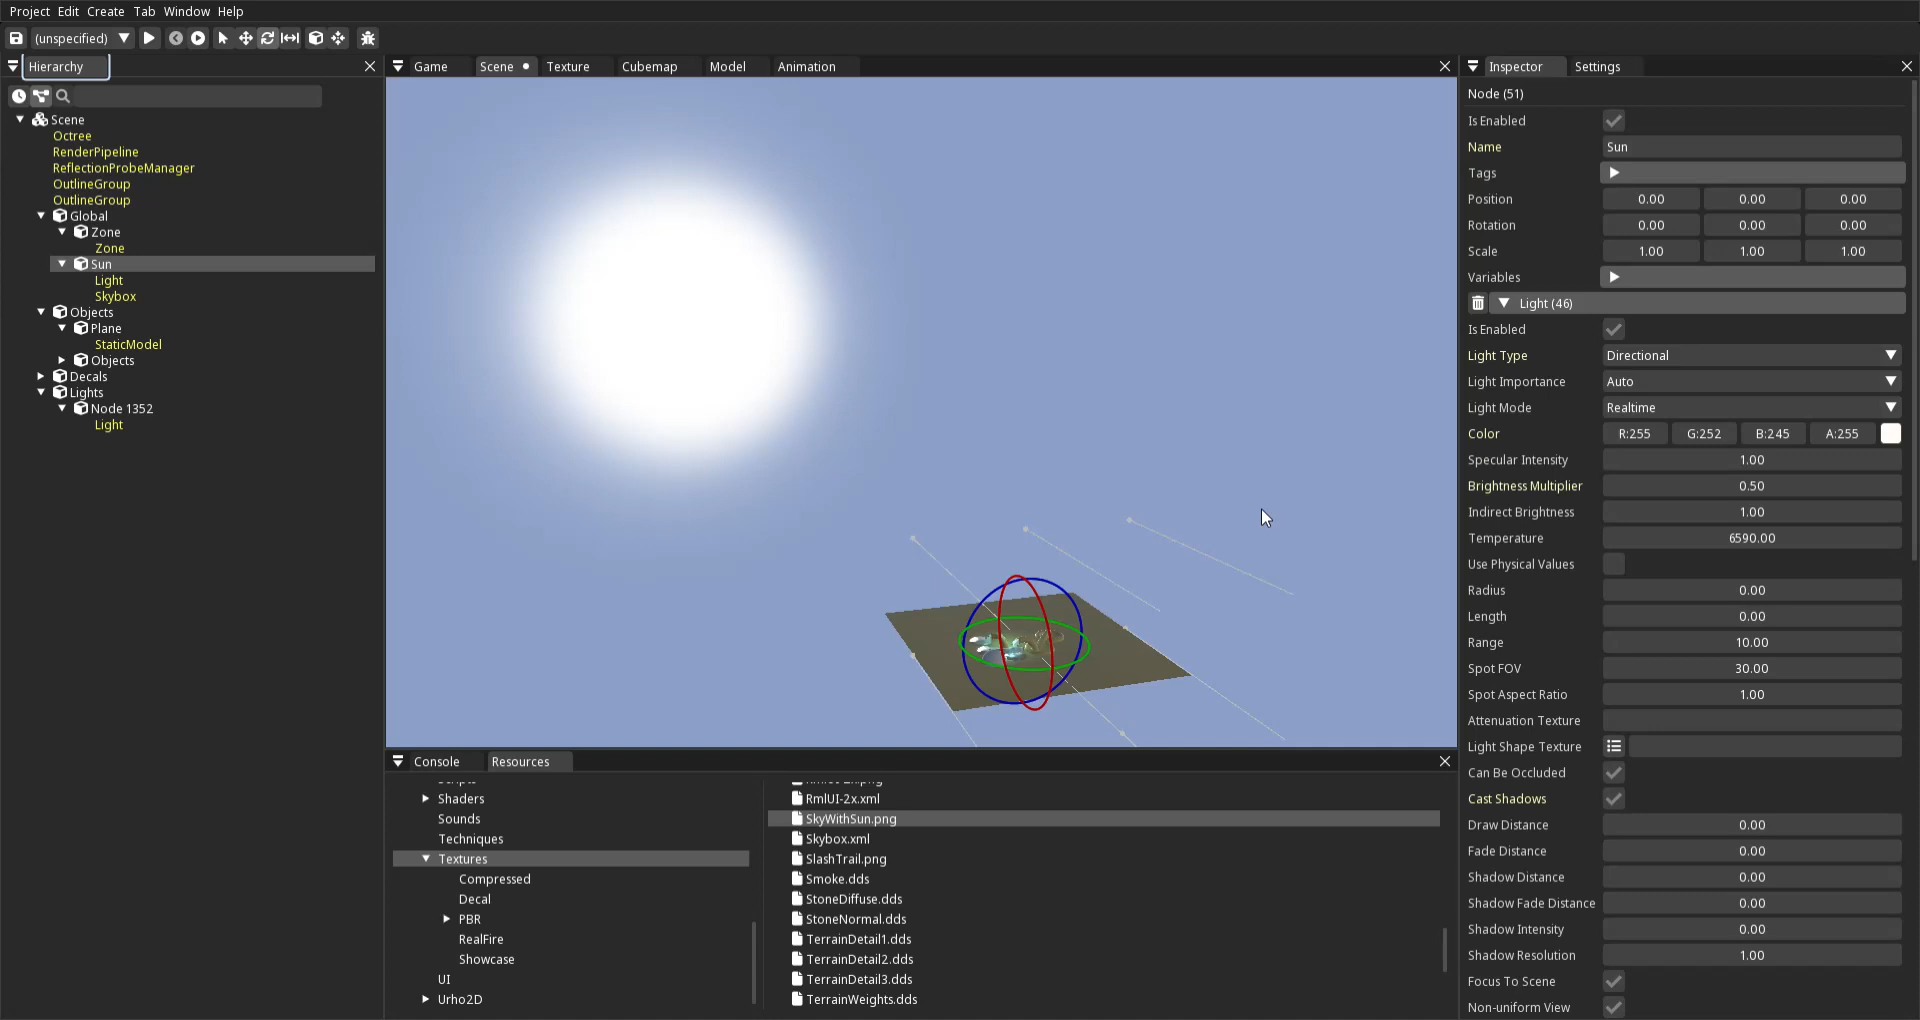 Project Edit Create Tab Window Help
(unspecified)
Hierarchy
Scene
Octree
RenderPipeline
ReflectionProbeManager
OutlineGroup
OutlineGroup
Global
Zone
Zone
Sun
Light
Skybox
Objects
Plane
StaticModel
Objects
Decals
Lights
Node 1352
Light
Game Scene Texture Cubemap Model Animation
Console Resources
Shaders
Sounds
Techniques
Textures
Compressed
Decal
PBR
RealFire
Showcase
UI
Urho2D
RmlUI-2x.xml
SkyWithSun.png
Skybox.xml
SlashTrail.png
Smoke.dds
StoneDiffuse.dds
StoneNormal.dds
TerrainDetail1.dds
TerrainDetail2.dds
TerrainDetail3.dds
TerrainWeights.dds
Inspector Settings
Node (51)
Is Enabled
Name Sun
Tags
Position 0.00 0.00 0.00
Rotation 0.00 0.00 0.00
Scale 1.00 1.00 1.00
Variables
Light (46)
Is Enabled
Light Type Directional
Light Importance Auto
Light Mode Realtime
Color R:255 G:252 B:245 A:255
Specular Intensity 1.00
Brightness Multiplier 0.50
Indirect Brightness 1.00
Temperature 6590.00
Use Physical Values
Radius 0.00
Length 0.00
Range 10.00
Spot FOV 30.00
Spot Aspect Ratio 1.00
Attenuation Texture
Light Shape Texture
Can Be Occluded
Cast Shadows
Draw Distance 0.00
Fade Distance 0.00
Shadow Distance 0.00
Shadow Fade Distance 0.00
Shadow Intensity 0.00
Shadow Resolution 1.00
Focus To Scene
Non-uniform View